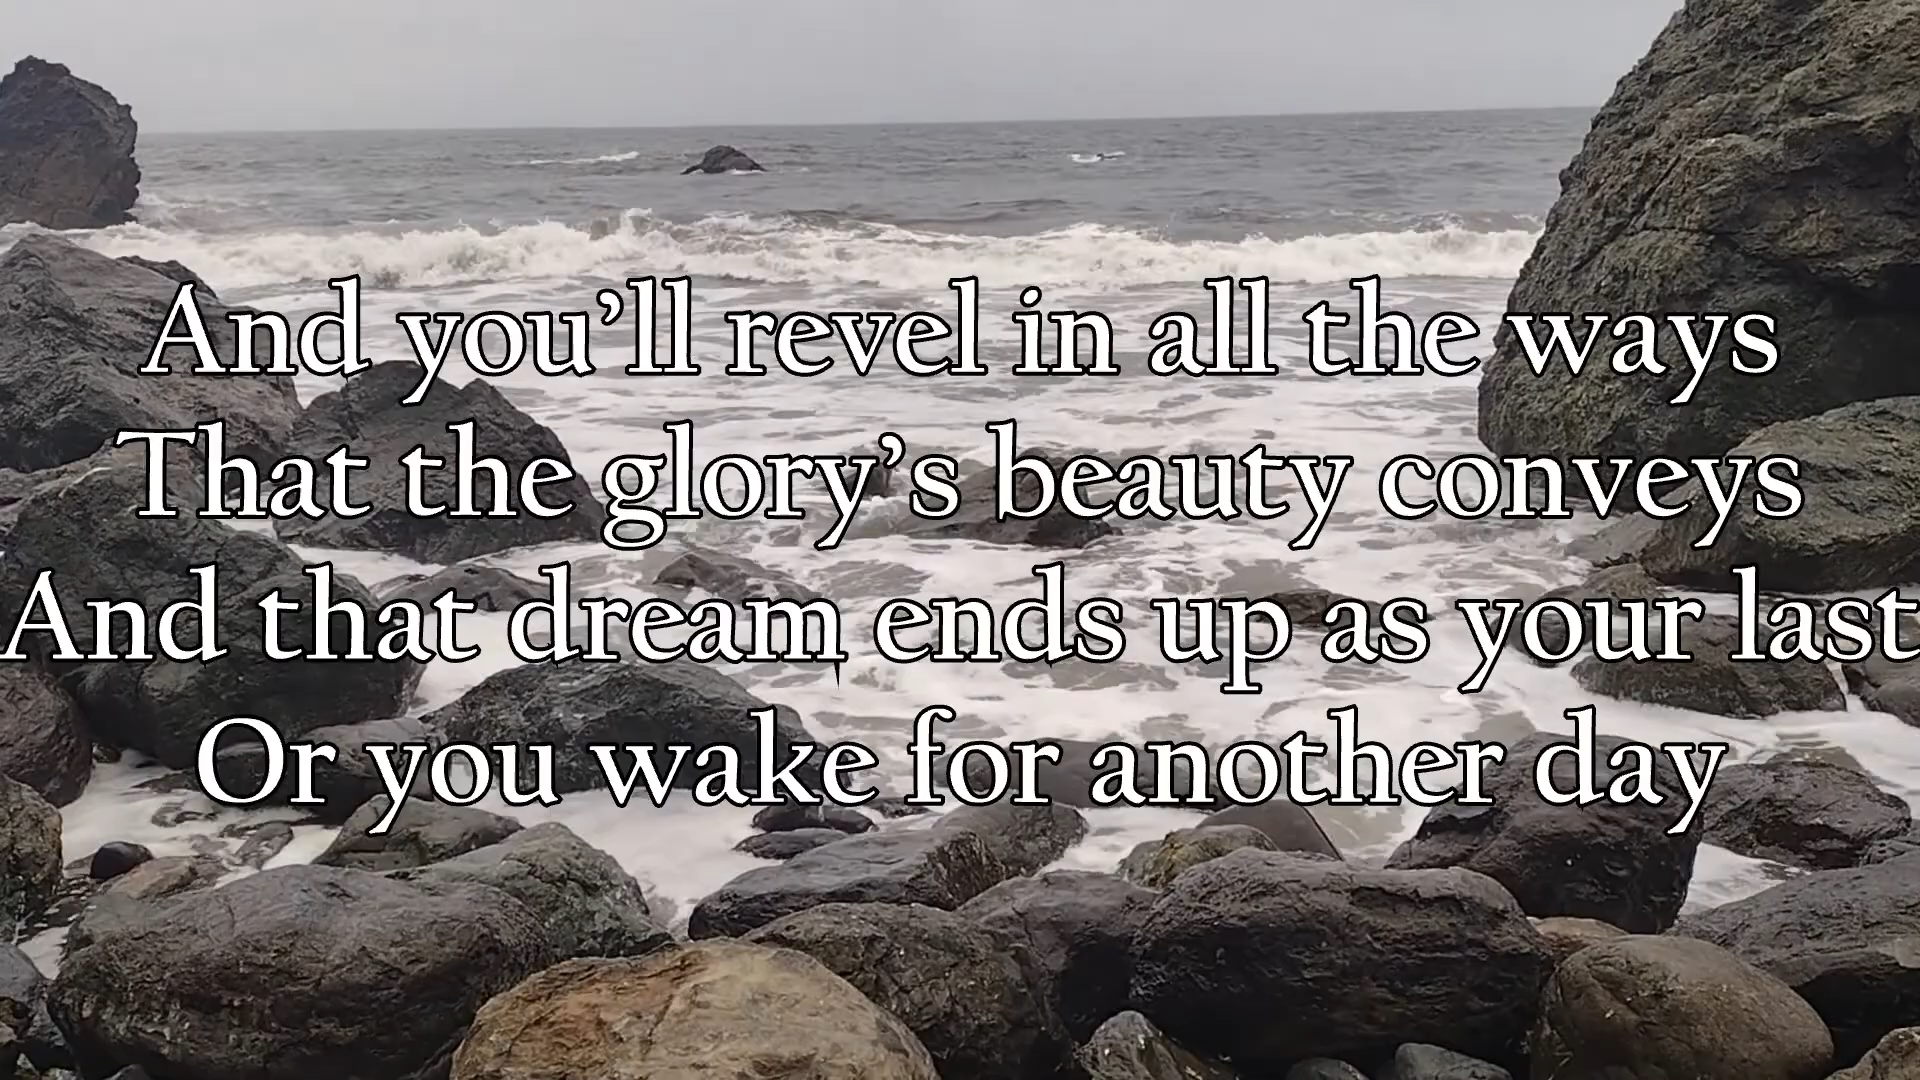 And you’ll revel in all the ways
That the glory’s beauty conveys
And that dream ends up as your last
Or you wake for another day